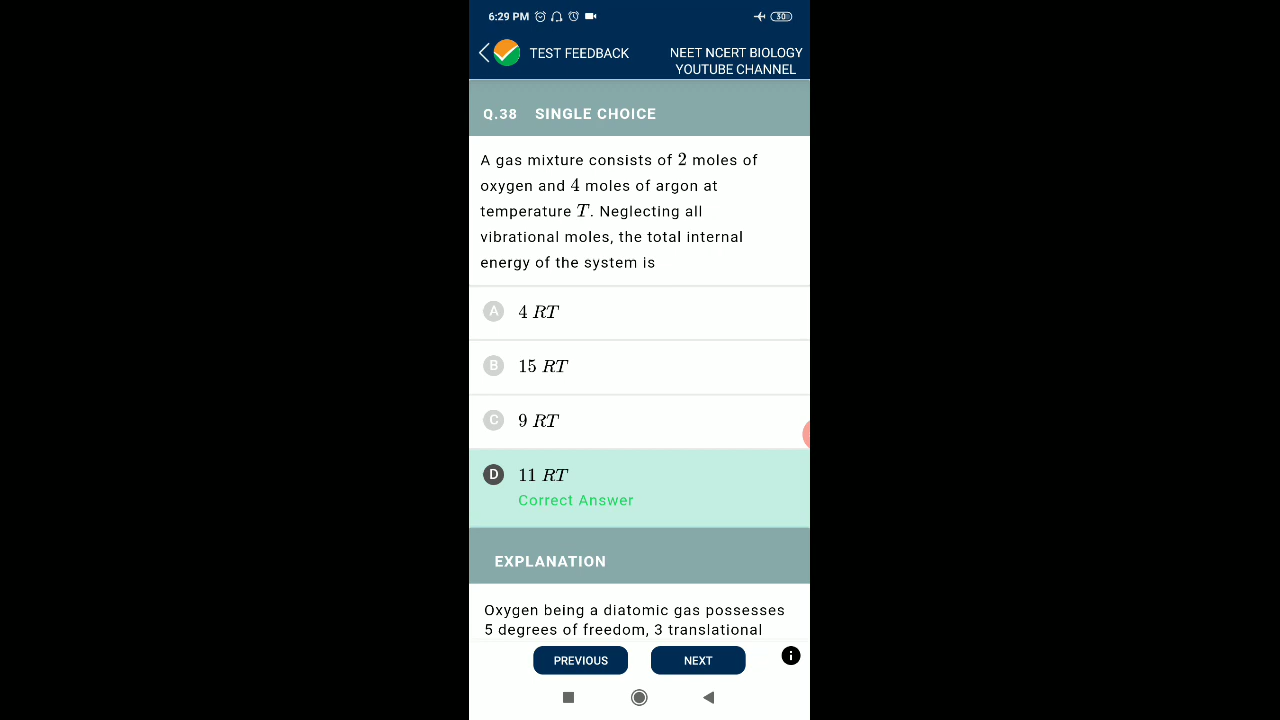 6:29 PM 30
TEST FEEDBACK
NEET NCERT BIOLOGY
YOUTUBE CHANNEL
Q.38 SINGLE CHOICE
A gas mixture consists of 2 moles of
oxygen and 4 moles of argon at
temperature T. Neglecting all
vibrational moles, the total internal
energy of the system is
A 4 RT
B 15 RT
C 9 RT
D 11 RT
Correct Answer
EXPLANATION
Oxygen being a diatomic gas possesses
5 degrees of freedom, 3 translational
PREVIOUS NEXT